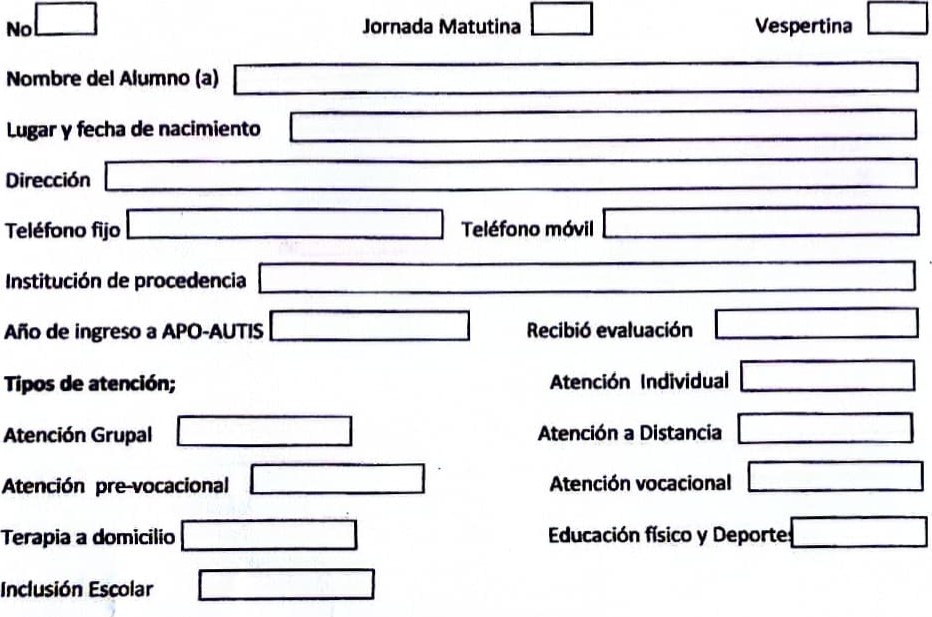 No Jornada Matutina Vespertina
Nombre del Alumno (a)
Lugar y fecha de nacimiento
Dirección
Teléfono fijo Teléfono móvil
Institución de procedencia
Año de ingreso a APO-AUTIS Recibió evaluación
Tipos de atención; Atención Individual
Atención Grupal Atención a Distancia
Atención pre-vocacional Atención vocacional
Terapia a domicilio Educación físico y Deportes
Inclusión Escolar